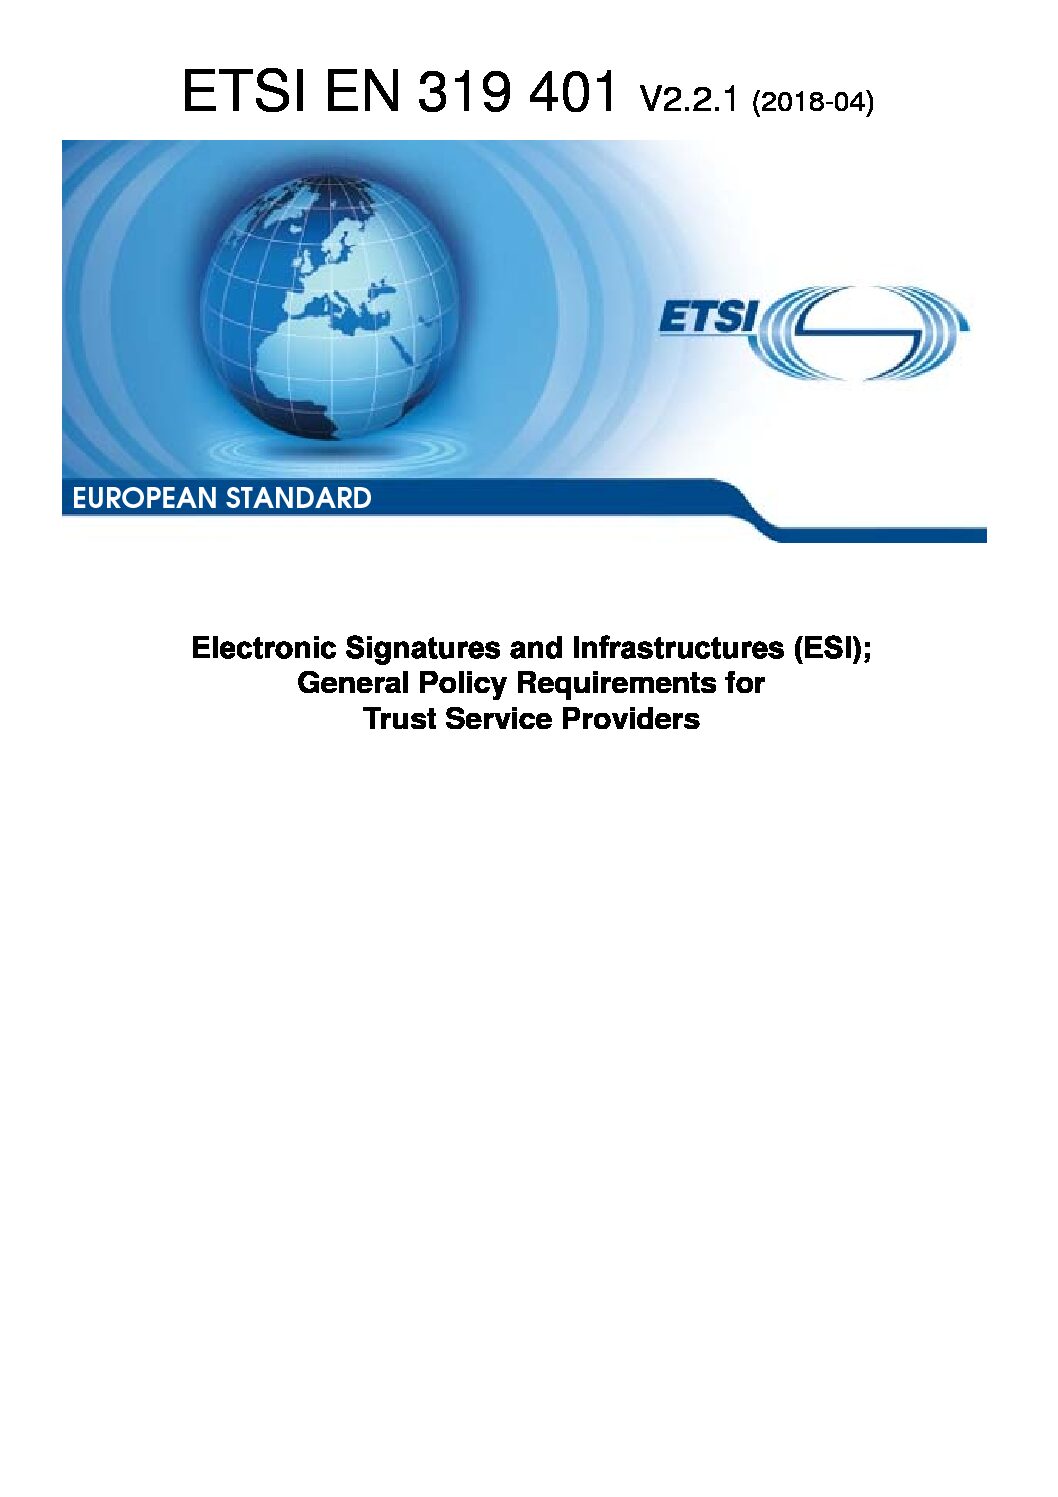 ETSI EN 319 401 V2.2.1 (2018-04)
ETSI
EUROPEAN STANDARD
Electronic Signatures and Infrastructures (ESI);
General Policy Requirements for
Trust Service Providers